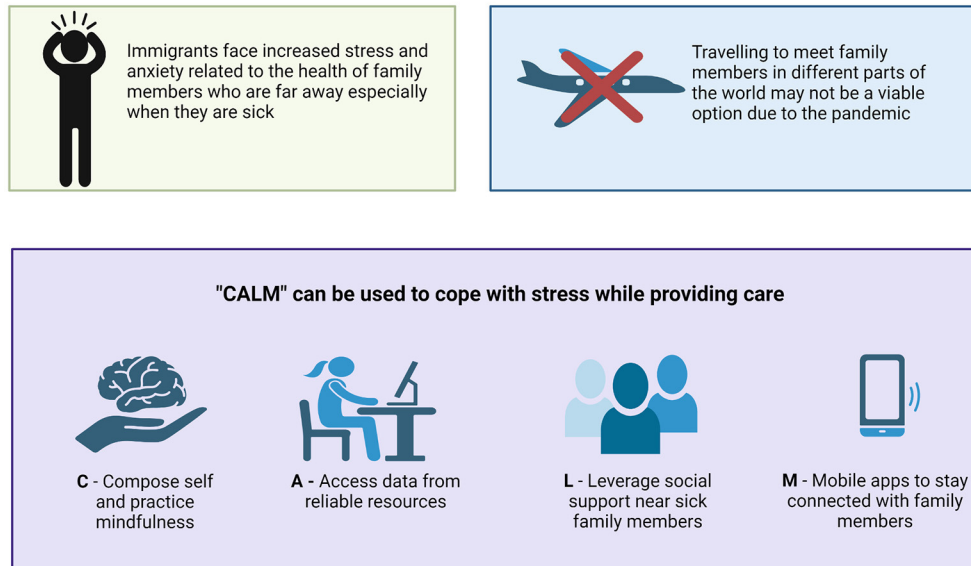 Immigrants face increased stress and
anxiety related to the health of family
members who are far away especially
when they are sick
Travelling to meet family
members in different parts of
the world may not be a viable
option due to the pandemic
"CALM" can be used to cope with stress while providing care
C - Compose self
and practice
mindfulness
A - Access data from
reliable resources
L - Leverage social
support near sick
family members
M - Mobile apps to stay
connected with family
members